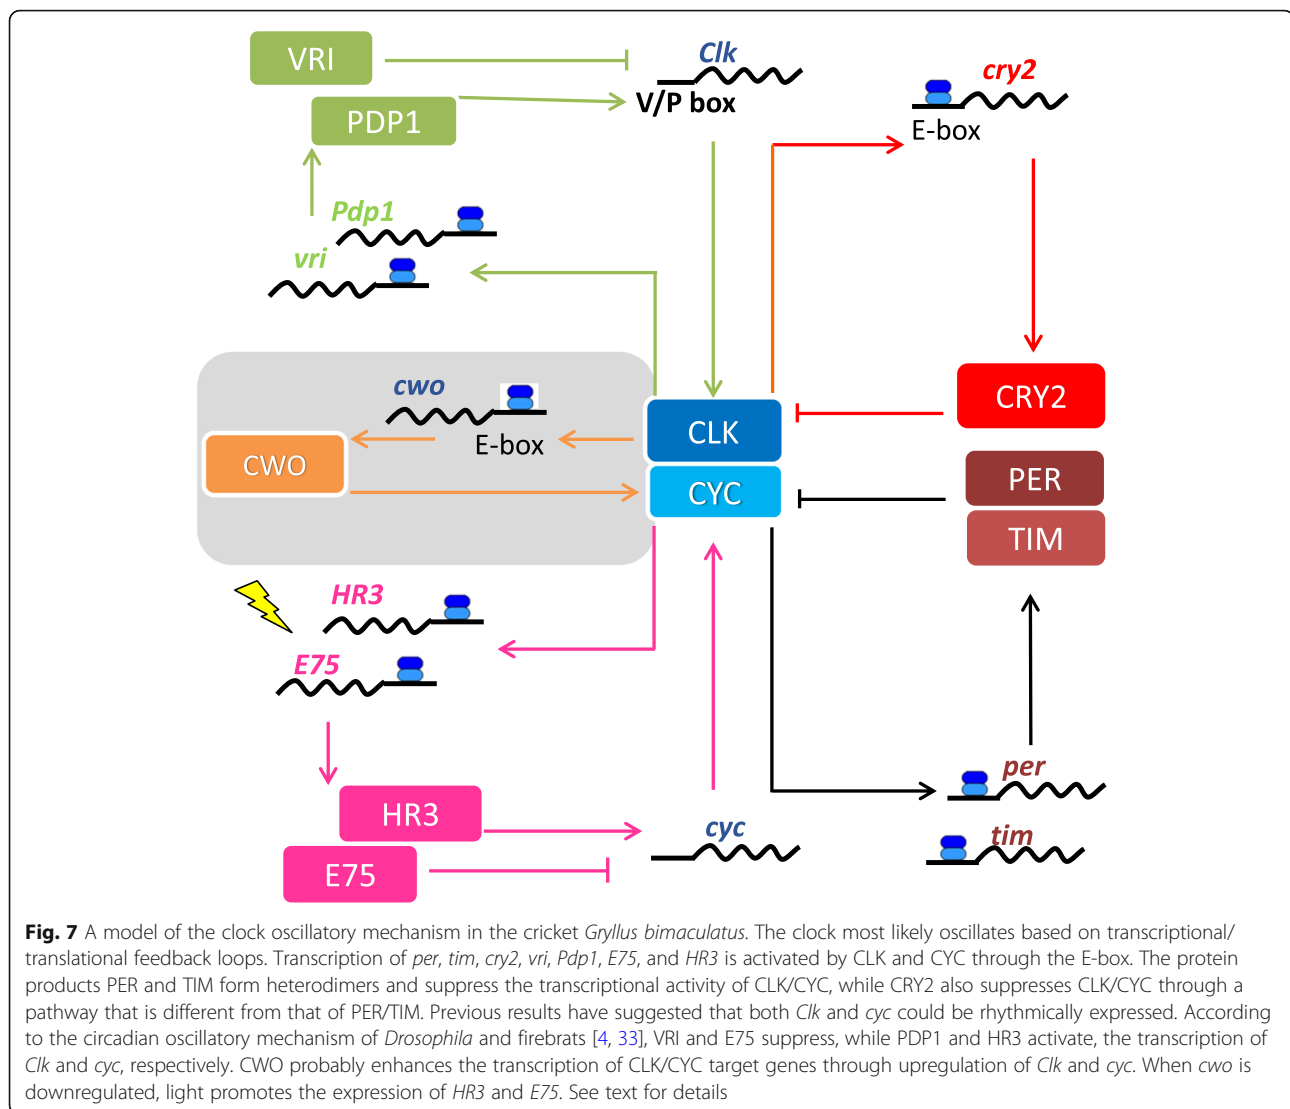 VRI
Clk
cry2
V/P box
PDP1
E-box
Pdp1
vri
cwo
CRY2
CLK
E-box
CWO
PER
CYC
TIM
HR3
E75
per
HR3
cyc
tim
E75
Fig. 7 A model of the clock oscillatory mechanism in the cricket Gryllus bimaculatus. The clock most likely oscillates based on transcriptional/
translational feedback loops. Transcription of per, tim, cry2, vri, Pdp1, E75, and HR3 is activated by CLK and CYC through the E-box. The protein
products PER and TIM form heterodimers and suppress the transcriptional activity of CLK/CYC, while CRY2 also suppresses CLK/CYC through a
pathway that is different from that of PER/TIM. Previous results have suggested that both Clk and cyc could be rhythmically expressed. According
to the circadian oscillatory mechanism of Drosophila and firebrats [4, 33], VRI and E75 suppress, while PDP1 and HR3 activate, the transcription of
Clk and cyc, respectively. CWO probably enhances the transcription of CLK/CYC target genes through upregulation of Clk and cyc. When cwo is
downregulated, light promotes the expression of HR3 and E75. See text for details